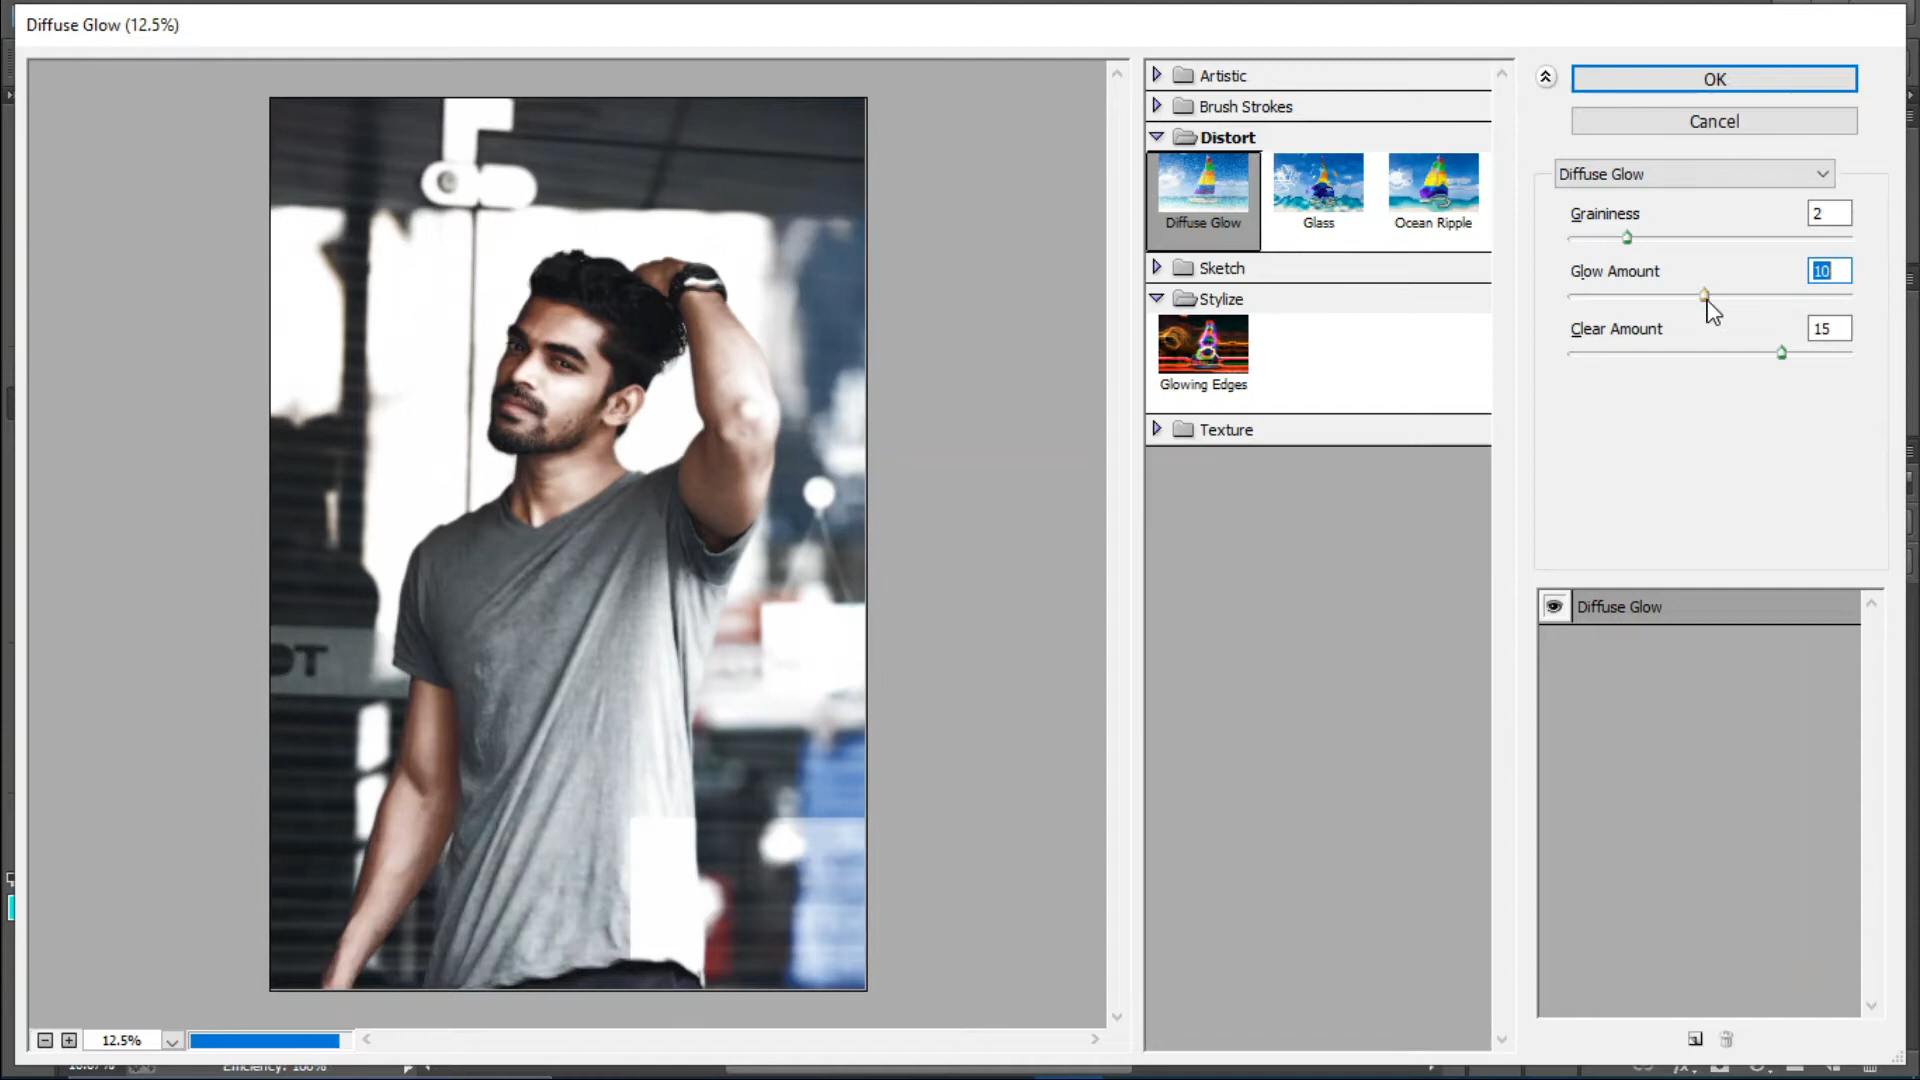 Diffuse Glow (12.5%)
Artistic
Brush Strokes
Distort
Diffuse Glow
Glass
Ocean Ripple
Sketch
Stylize
Glowing Edges
Texture
OK
Cancel
Diffuse Glow
Graininess
2
Glow Amount
10
Clear Amount
15
Diffuse Glow
OT
12.5%
Efficiency: 100%